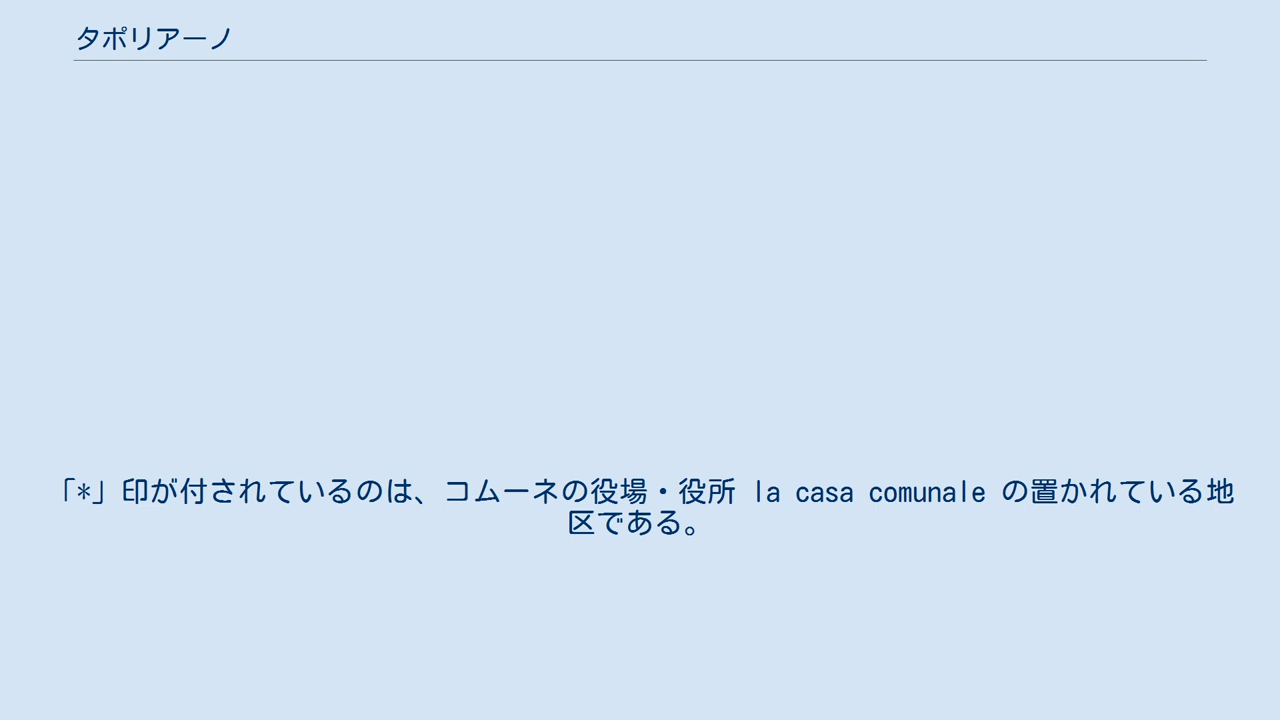 タポリアーノ
「*」印が付されているのは、コムーネの役場・役所 la casa comunale の置かれている地
区である。